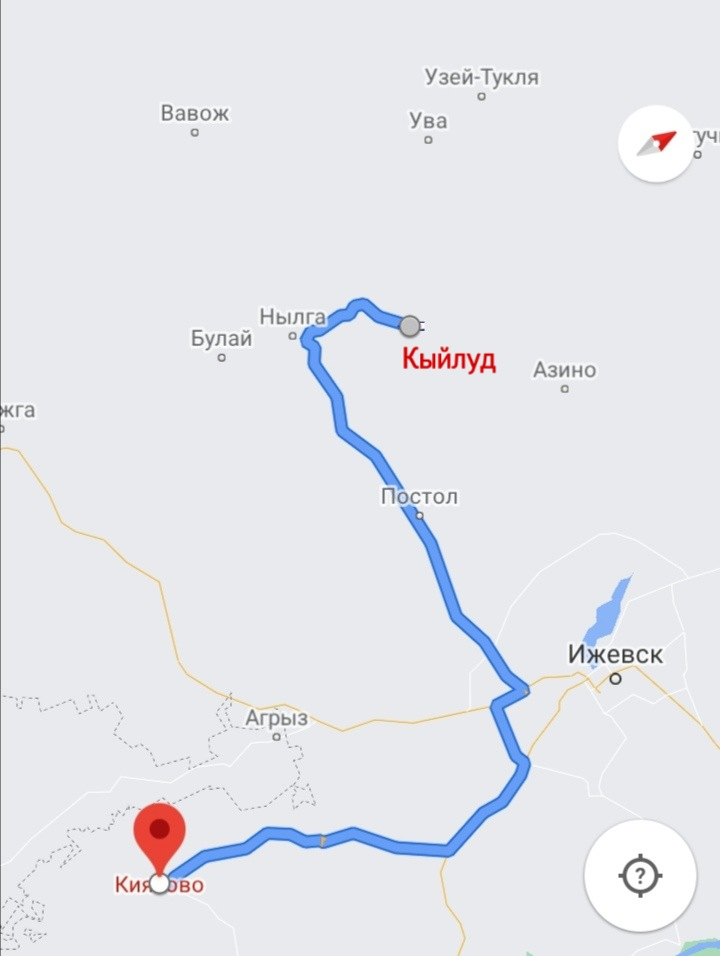 Узей-Тукля
Вавож
Ува
Нылга
Булай
Кыйлуд
Азино
Постол
Ижевск
Агрыз
?